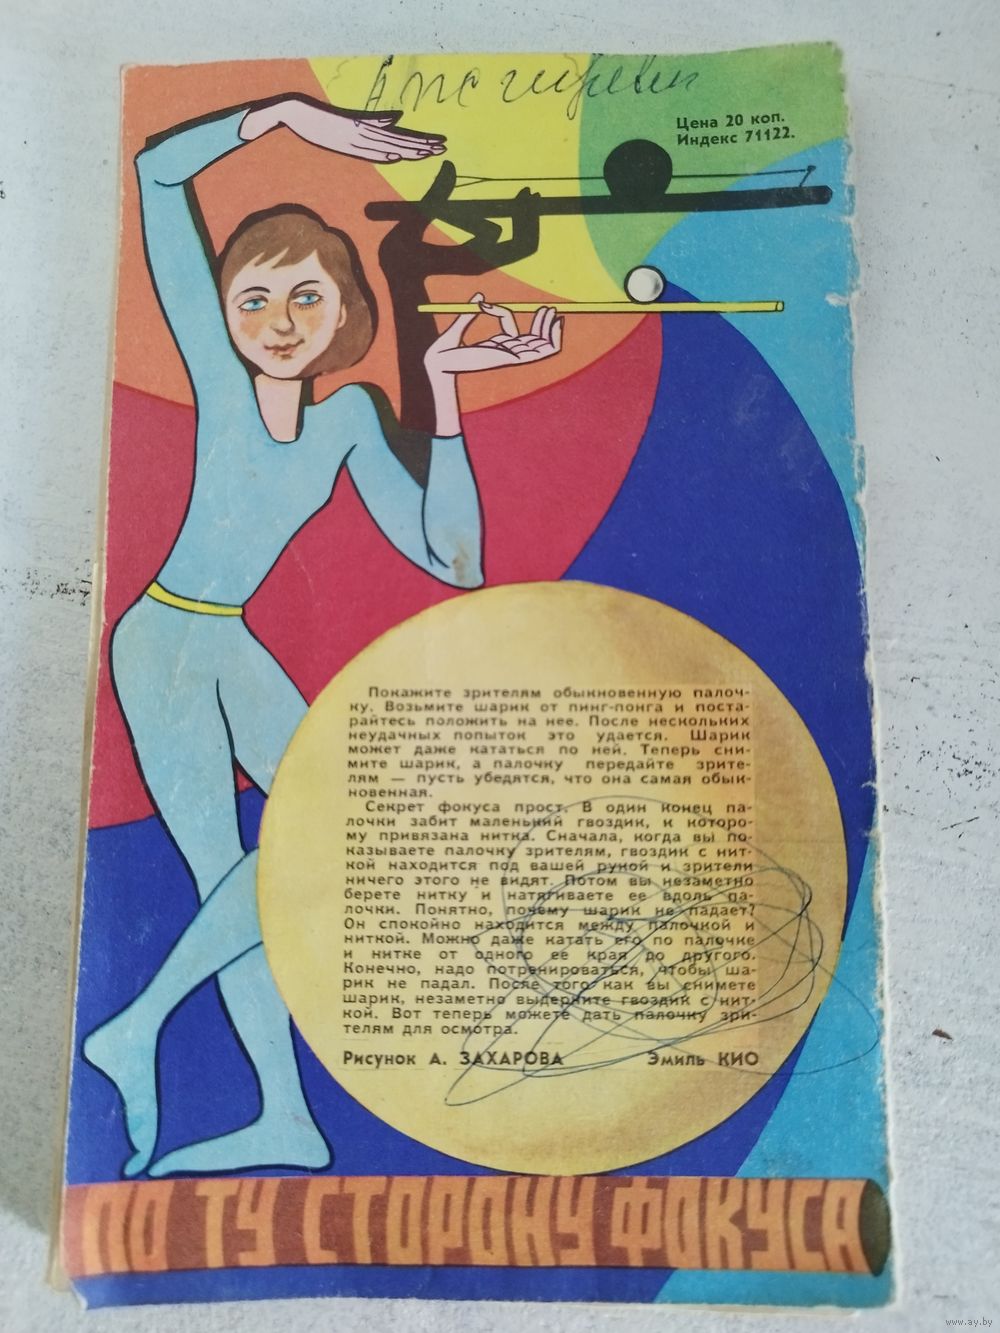 Цена 20 коп.
Индекс 71122.
Покажите зрителям обыкновенную палоч-
ку. Возьмите шарик от пинг-понга и поста-
райтесь положить на нее. После нескольких
неудачных попыток это удается. Шарик
может даже кататься по ней. Теперь сни-
мите шарик, а палочку передайте зрите-
лям — пусть убедятся, что она самая обык-
новенная.
Секрет фокуса прост. В один конец па-
лочки забит маленький гвоздик, к которо-
му привязана нитка. Сначала, когда вы по-
казываете палочку зрителям, гвоздик с нит-
кой находится под вашей рукой и зрители
ничего этого не видят. Потом вы незаметно
берете нитку и натягиваете ее вдоль па-
лочки. Понятно, почему шарик не падает?
Он спокойно находится между палочкой и
ниткой. Можно даже катать его по палочке
и нитке от одного ее края до другого.
Конечно, надо потренироваться, чтобы ша-
рик не падал. После того как вы снимете
шарик, незаметно выдерните гвоздик с нит-
кой. Вот теперь можете дать палочку зри-
телям для осмотра.
Рисунок А. ЗАХАРОВА Эмиль КИО
ПО ТУ СТОРОНУ ФОКУСА
www.ay.by